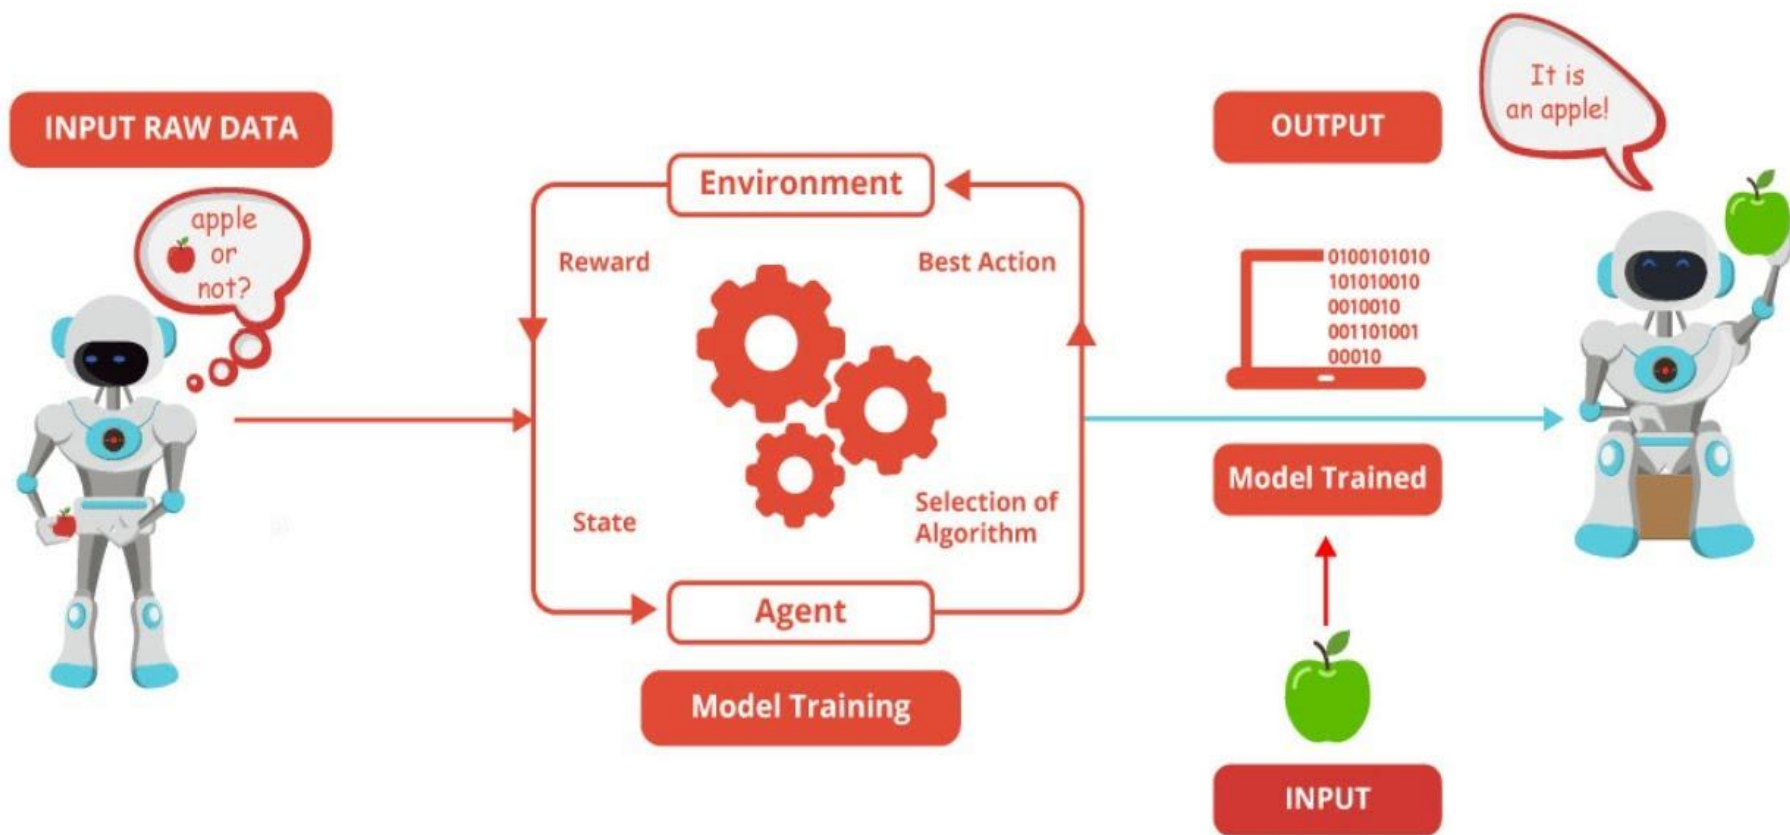 INPUT RAW DATA
apple
or
not?
Environment
Reward
Best Action
State
Selection of
Algorithm
Agent
Model Training
OUTPUT
0100101010
101010010
0010010
001101001
00010
Model Trained
INPUT
It is
an apple!